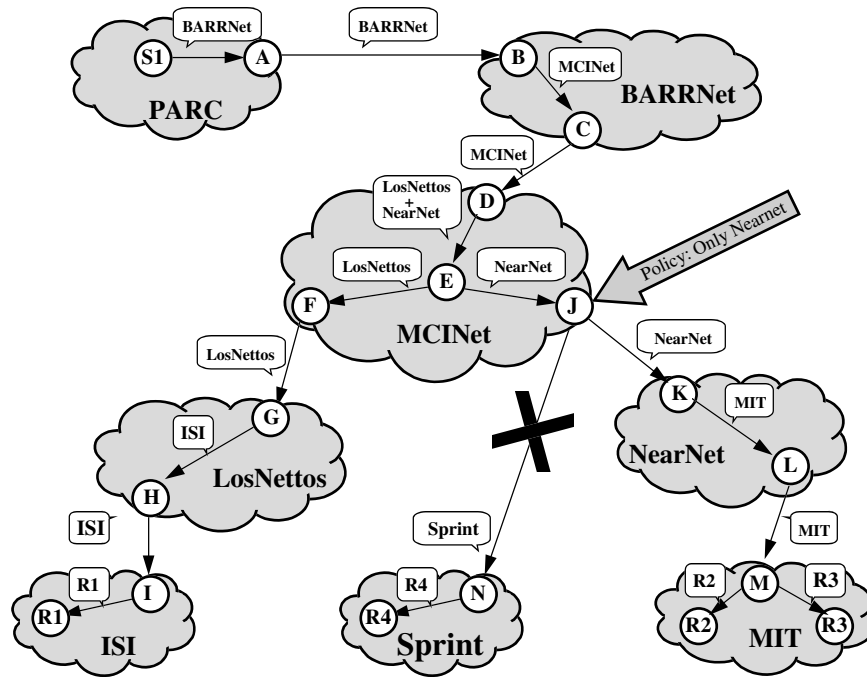 BARRNet
BARRNet
S1
A
B
MCINet
PARC
BARRNet
C
MCINet
LosNettos
+
NearNet
D
Policy: Only Nearnet
LosNettos
E
NearNet
F
J
MCINet
LosNettos
NearNet
K
G
MIT
ISI
LosNettos
NearNet
L
H
ISI
Sprint
MIT
R1
I
R4
N
R2
M
R3
R1
R4
R2
R3
ISI
Sprint
MIT